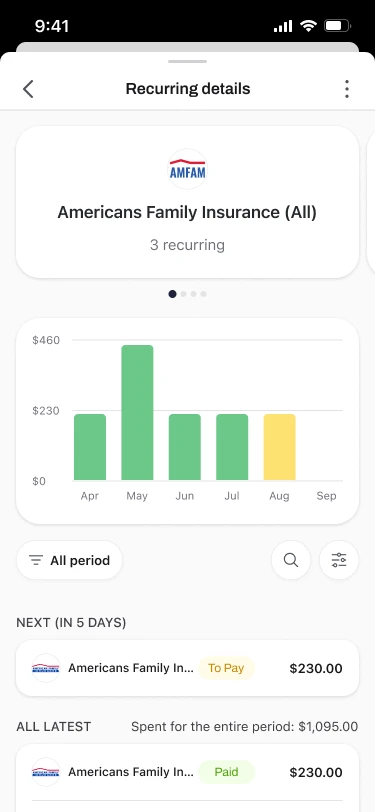 9:41
Recurring details
AMFAM
Americans Family Insurance (All)
3 recurring
$460
$230
$0
Apr May Jun Jul Aug Sep
All period
NEXT (IN 5 DAYS)
Americans Family In... To Pay $230.00
ALL LATEST Spent for the entire period: $1,095.00
Americans Family In... Paid $230.00